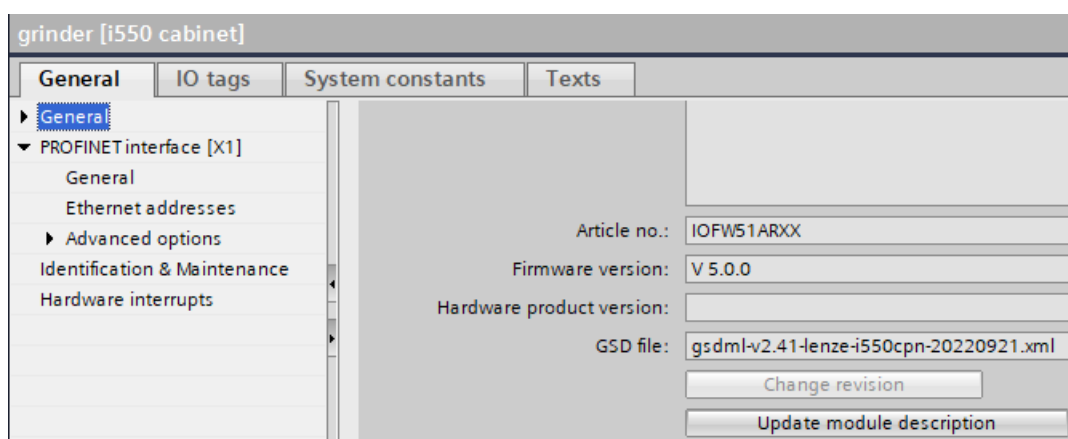 grinder [i550 cabinet]
General IO tags System constants Texts
General
PROFINET interface [X1]
General
Ethernet addresses
Advanced options
Identification & Maintenance
Hardware interrupts
Article no.: IOFW51ARXX
Firmware version: V 5.0.0
Hardware product version:
GSD file: gsdml-v2.41-lenze-i550cpn-20220921.xml
Change revision
Update module description